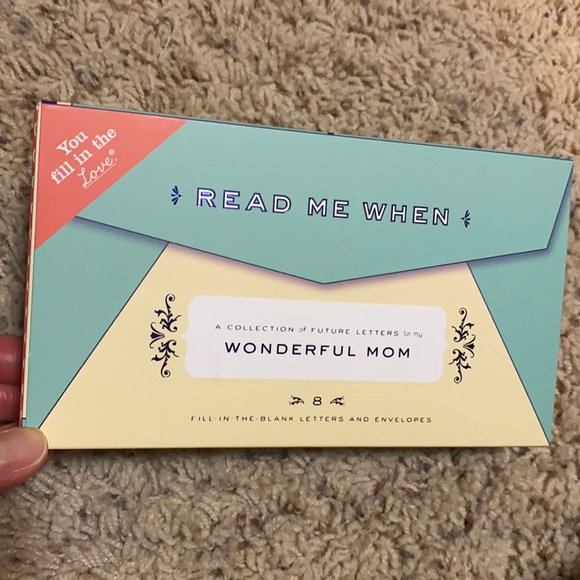 You
fill in the
Love®
READ ME WHEN
A COLLECTION of FUTURE LETTERS to my
WONDERFUL MOM
8
FILL-IN-THE-BLANK LETTERS AND ENVELOPES